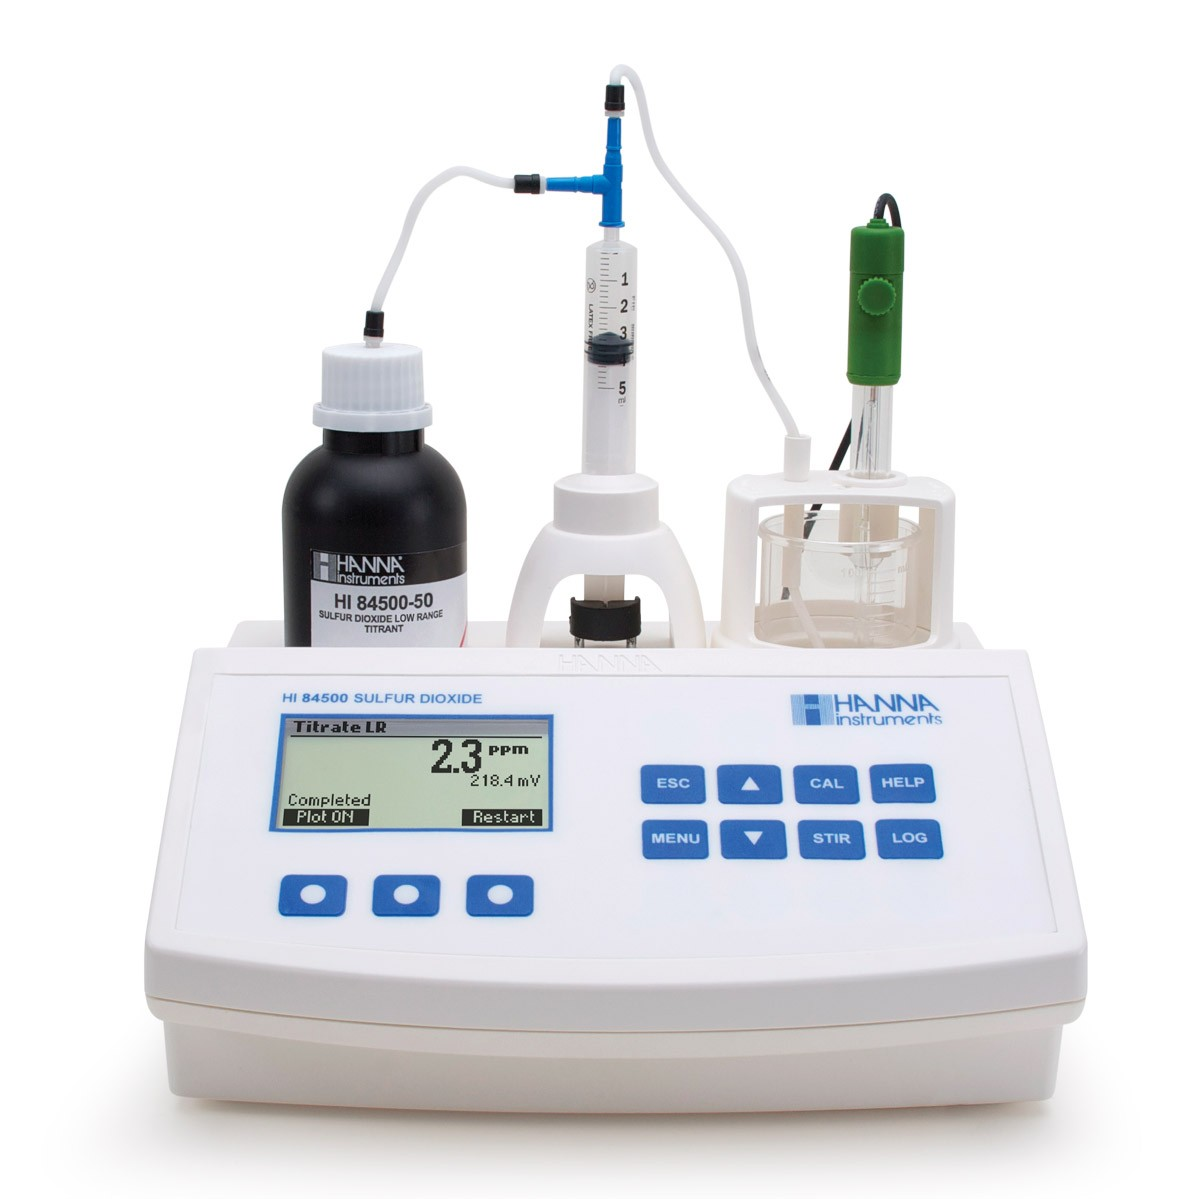 1
2
3
5
ml
LATEX
HANNA
instruments
HI 84500-50
SULFUR DIOXIDE LOW RANGE
TITRANT
HANNA
HI 84500 SULFUR DIOXIDE
HANNA
instruments
Titrate LR
2.3 ppm
218.4 mV
Completed
Plot ON Restart
ESC ▲ CAL HELP
MENU ▼ STIR LOG